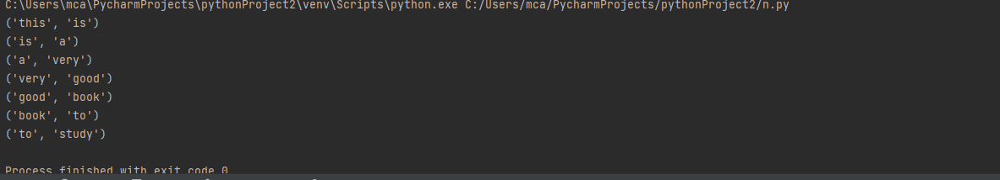 C:\Users\mca\PycharmProjects\pythonProject2\venv\Scripts\python.exe C:/Users/mca/PycharmProjects/pythonProject2/n.py
('this', 'is')
('is', 'a')
('a', 'very')
('very', 'good')
('good', 'book')
('book', 'to')
('to', 'study')
Process finished with exit code 0